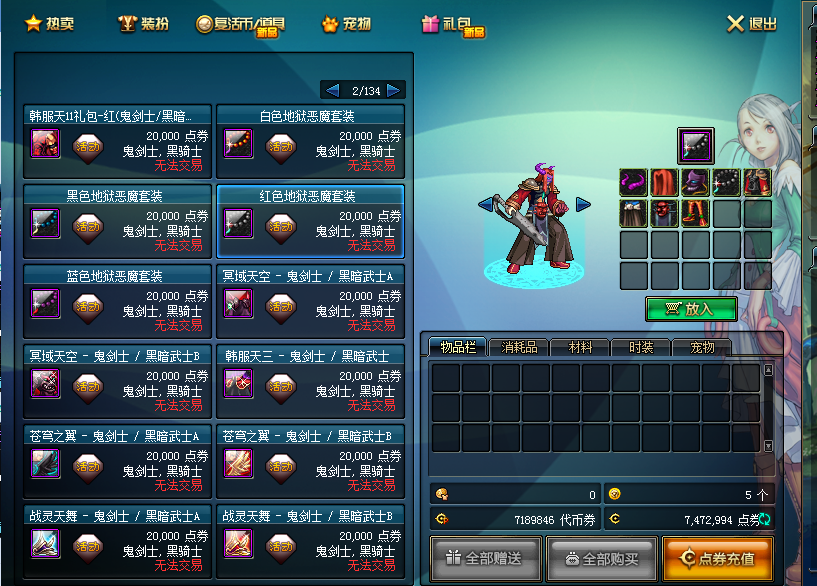 热卖
装扮
复活币/道具
新品
宠物
礼包
新品
退出
2/134
韩服天11礼包-红(鬼剑士/黑暗...
活动
20,000 点券
鬼剑士, 黑骑士
无法交易
白色地狱恶魔套装
活动
20,000 点券
鬼剑士, 黑骑士
无法交易
黑色地狱恶魔套装
活动
20,000 点券
鬼剑士, 黑骑士
无法交易
红色地狱恶魔套装
活动
20,000 点券
鬼剑士, 黑骑士
无法交易
蓝色地狱恶魔套装
活动
20,000 点券
鬼剑士, 黑骑士
无法交易
冥域天空 - 鬼剑士 / 黑暗武士A
活动
20,000 点券
鬼剑士, 黑骑士
无法交易
冥域天空 - 鬼剑士 / 黑暗武士B
活动
20,000 点券
鬼剑士, 黑骑士
无法交易
韩服天三 - 鬼剑士 / 黑暗武士
活动
20,000 点券
鬼剑士, 黑骑士
无法交易
苍穹之翼 - 鬼剑士 / 黑暗武士A
活动
20,000 点券
鬼剑士, 黑骑士
无法交易
苍穹之翼 - 鬼剑士 / 黑暗武士B
活动
20,000 点券
鬼剑士, 黑骑士
无法交易
战灵天舞 - 鬼剑士 / 黑暗武士A
活动
20,000 点券
鬼剑士, 黑骑士
无法交易
战灵天舞 - 鬼剑士 / 黑暗武士B
活动
20,000 点券
鬼剑士, 黑骑士
无法交易
放入
物品栏
消耗品
材料
时装
宠物
0
5 个
7189846 代币券
7,472,994 点券
全部赠送
全部购买
点券充值